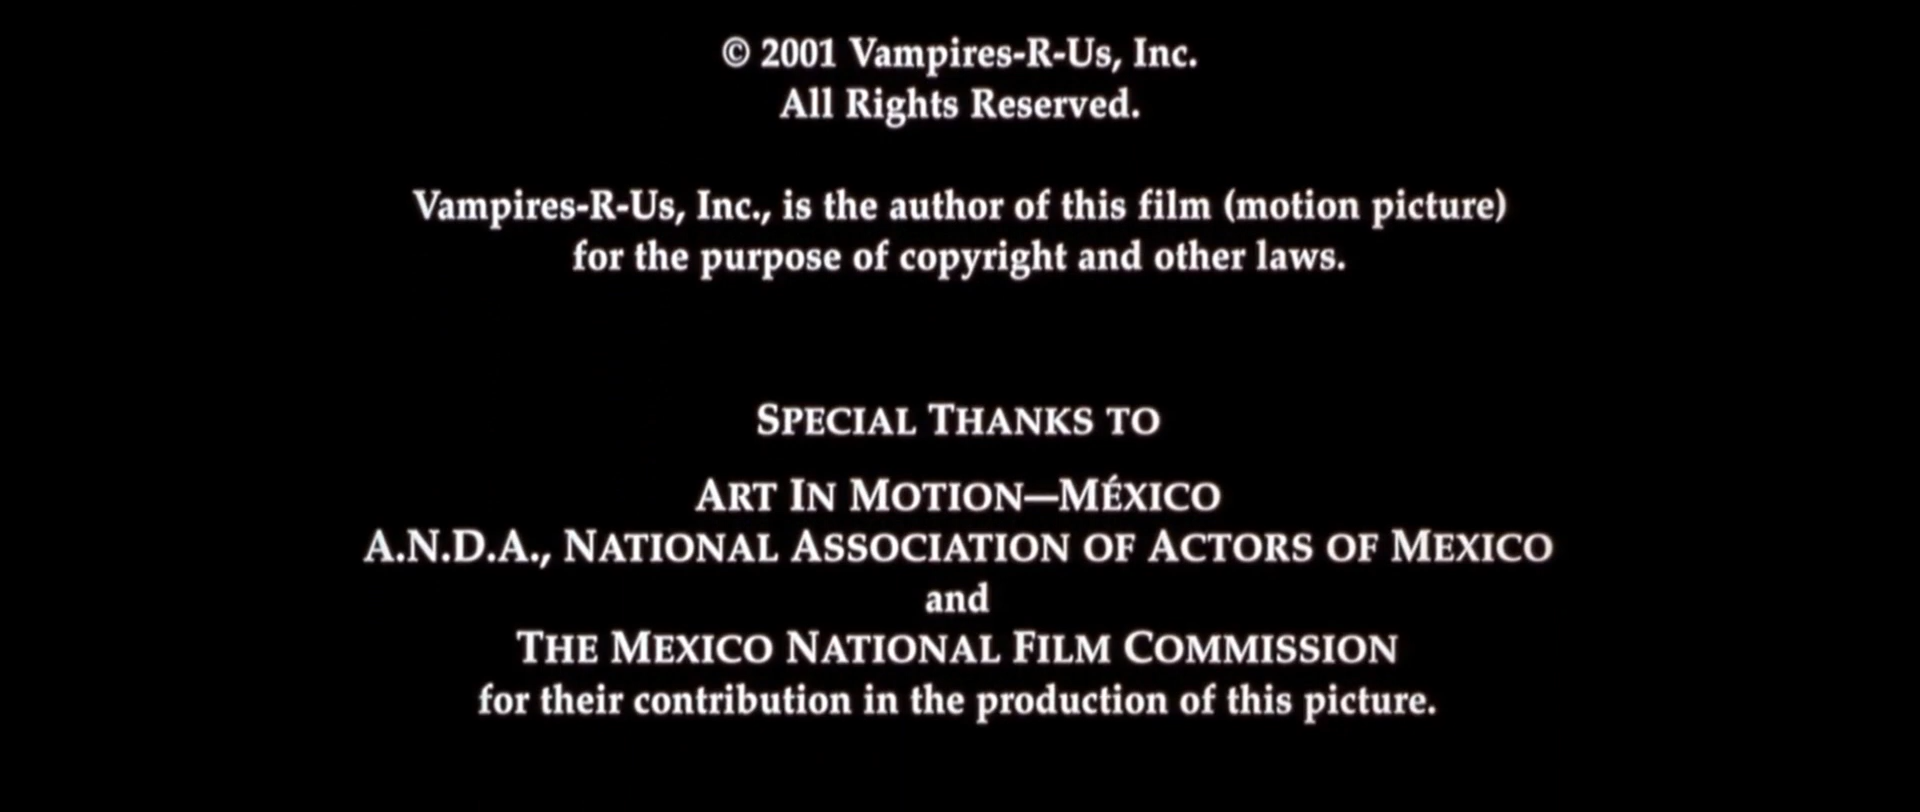 © 2001 Vampires-R-Us, Inc.
All Rights Reserved.
Vampires-R-Us, Inc., is the author of this film (motion picture)
for the purpose of copyright and other laws.
SPECIAL THANKS TO
ART IN MOTION—MÉXICO
A.N.D.A., NATIONAL ASSOCIATION OF ACTORS OF MEXICO
and
THE MEXICO NATIONAL FILM COMMISSION
for their contribution in the production of this picture.